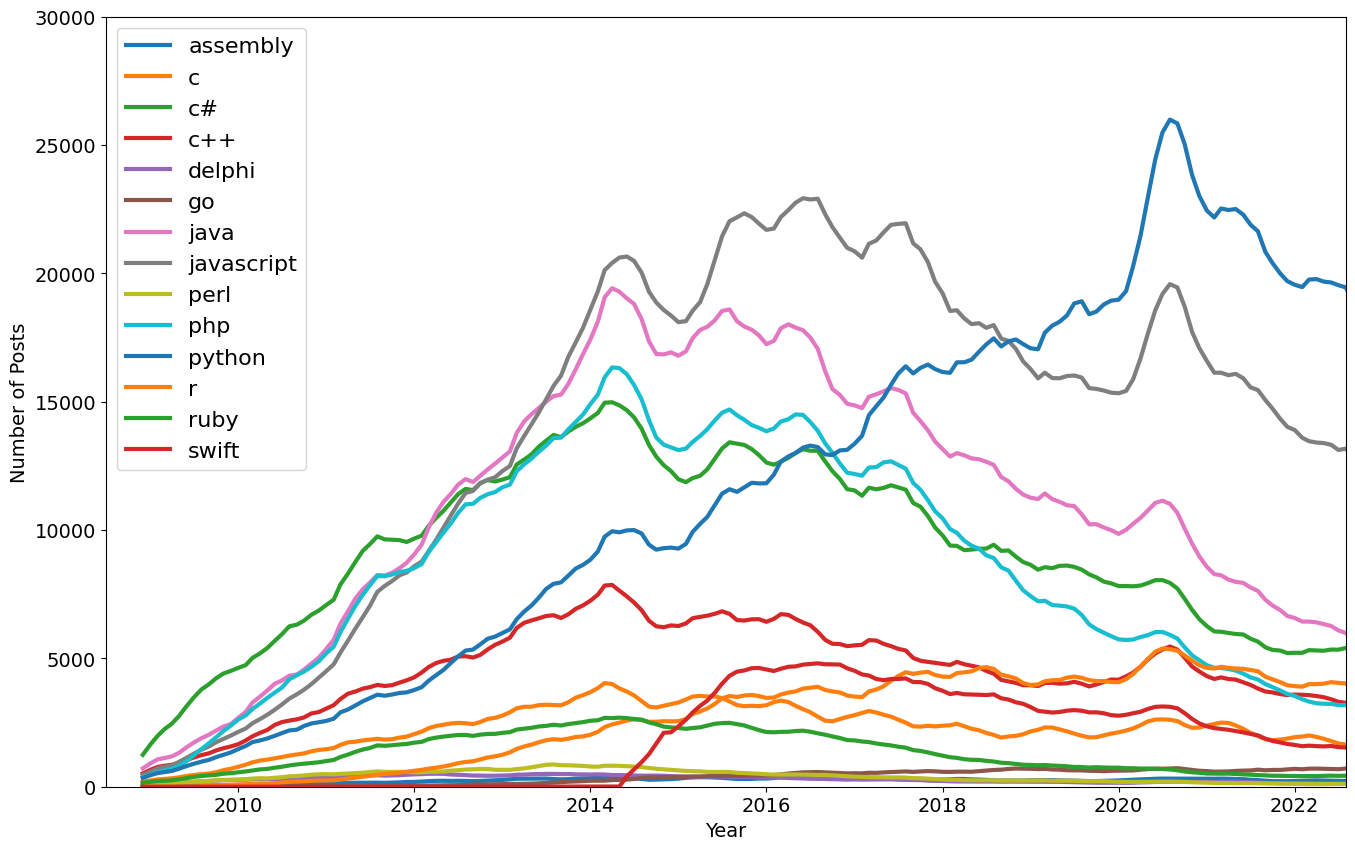 30000
25000
20000
15000
10000
5000
0
Number of Posts
assembly
c
c#
c++
delphi
go
java
javascript
perl
php
python
r
ruby
swift
2010
2012
2014
2016
2018
2020
2022
Year